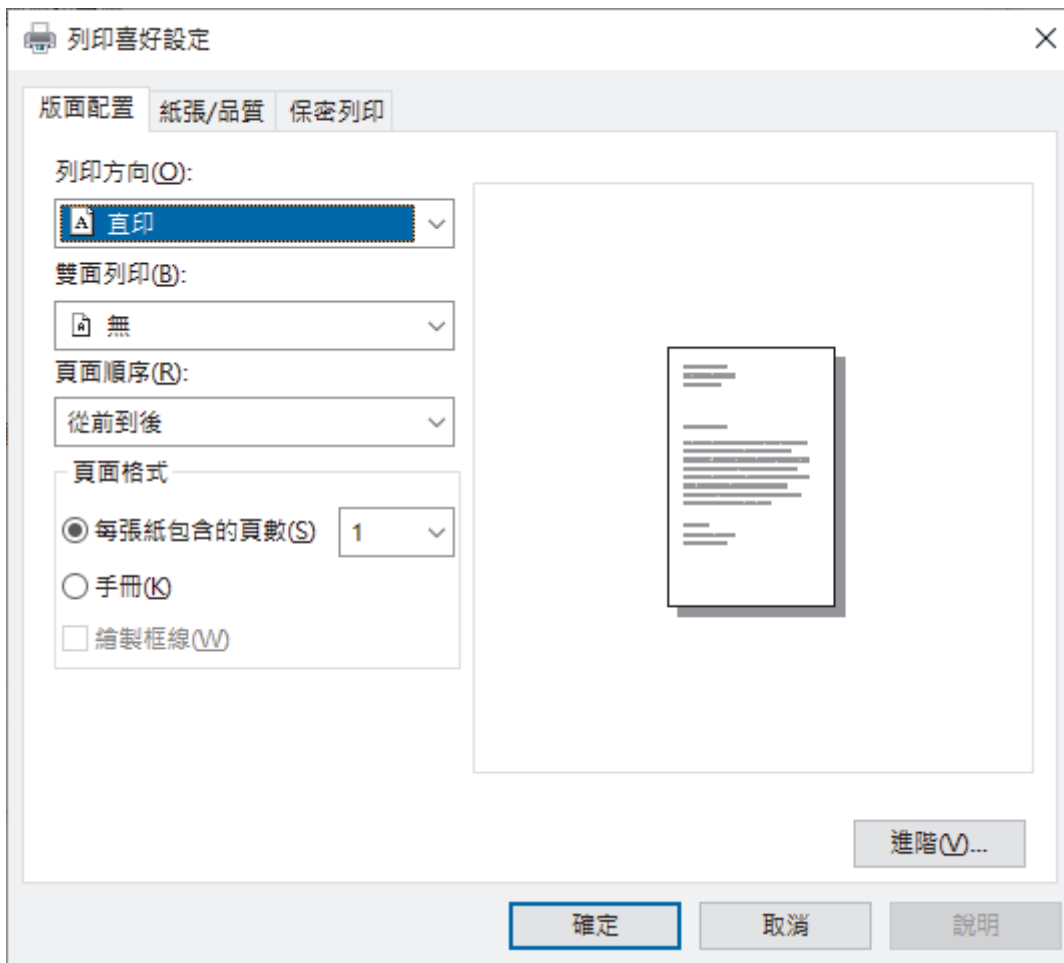 列印喜好設定
版面配置 紙張/品質 保密列印
列印方向(O):
直印
雙面列印(B):
無
頁面順序(R):
從前到後
頁面格式
每張紙包含的頁數(S) 1
手冊(K)
繪製框線(W)
進階(V)...
確定 取消 說明